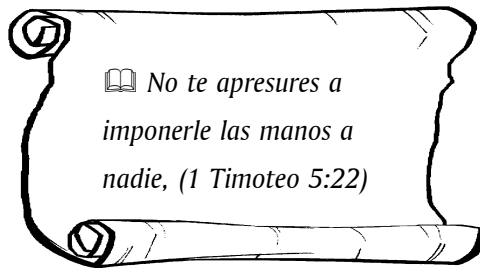 🕮 No te apresures a
imponerle las manos a
nadie, (1 Timoteo 5:22)